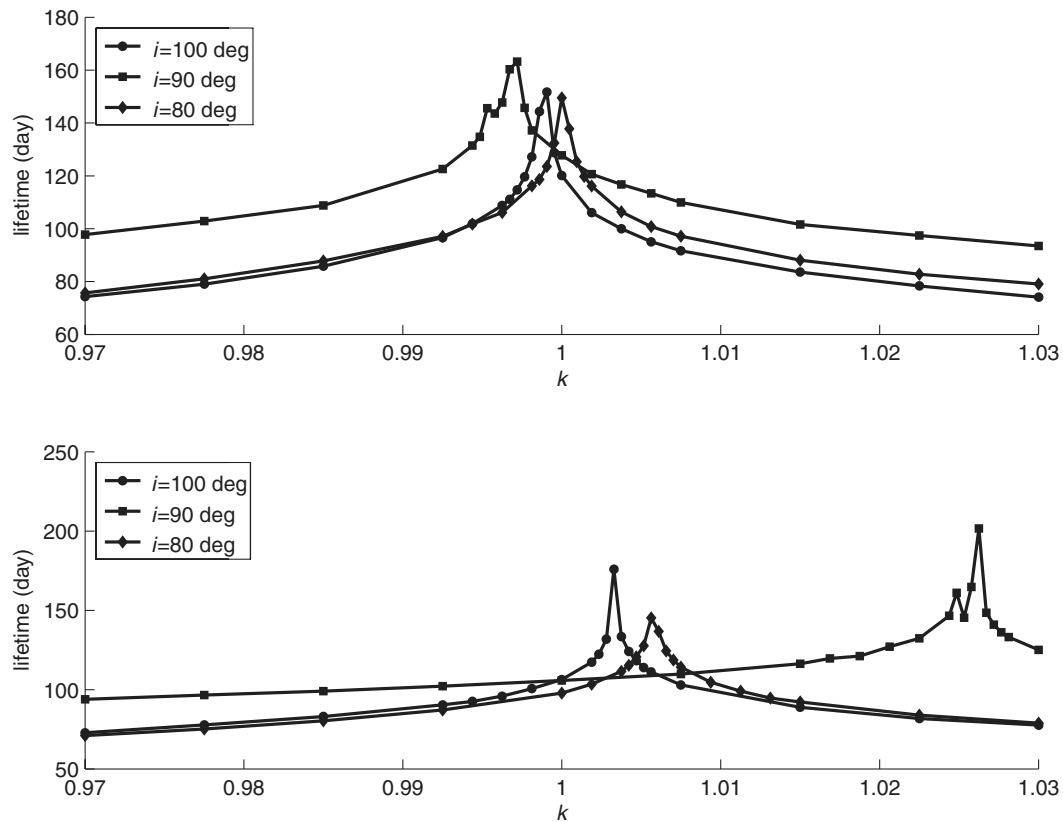 180
160
140
120
100
80
60
lifetime (day)
i=100 deg
i=90 deg
i=80 deg
0.97 0.98 0.99 1 1.01 1.02 1.03
k
250
200
150
100
50
lifetime (day)
i=100 deg
i=90 deg
i=80 deg
0.97 0.98 0.99 1 1.01 1.02 1.03
k